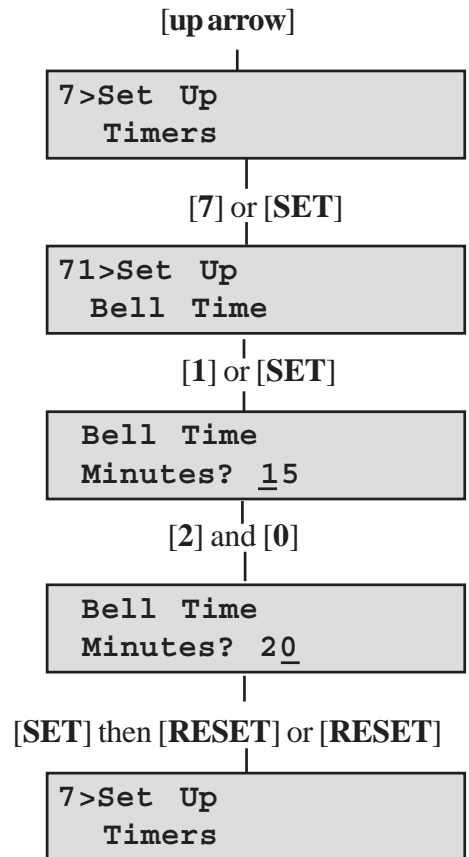 [up arrow]
7>Set Up
Timers
[7] or [SET]
71>Set Up
Bell Time
[1] or [SET]
Bell Time
Minutes? 15
[2] and [0]
Bell Time
Minutes? 20
[SET] then [RESET] or [RESET]
7>Set Up
Timers